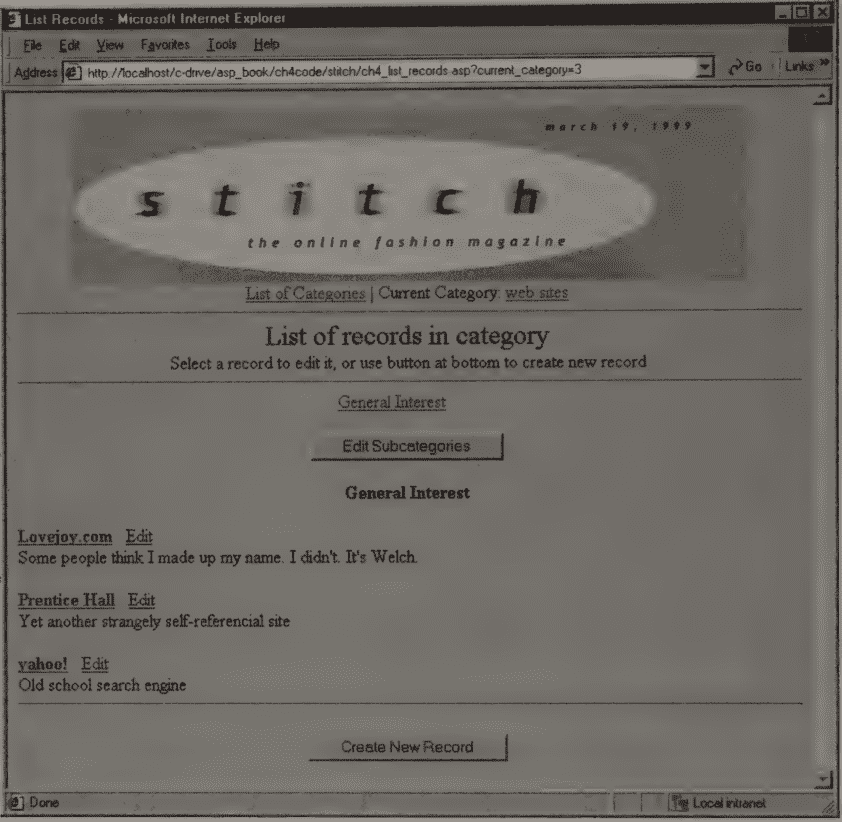 List Records - Microsoft Internet Explorer
File Edit View Favorites Tools Help
Address http://localhost/c-drive/asp_book/ch4code/stitch/ch4_list_records.asp?current_category=3 Go Links »
march 19, 1999
stitch
the online fashion magazine
List of Categories | Current Category: web sites
List of records in category
Select a record to edit it, or use button at bottom to create new record
General Interest
Edit Subcategories
General Interest
Lovejoy.com Edit
Some people think I made up my name. I didn't. It's Welch.
Prentice Hall Edit
Yet another strangely self-referencial site
yahoo! Edit
Old school search engine
Create New Record
Done Local intranet